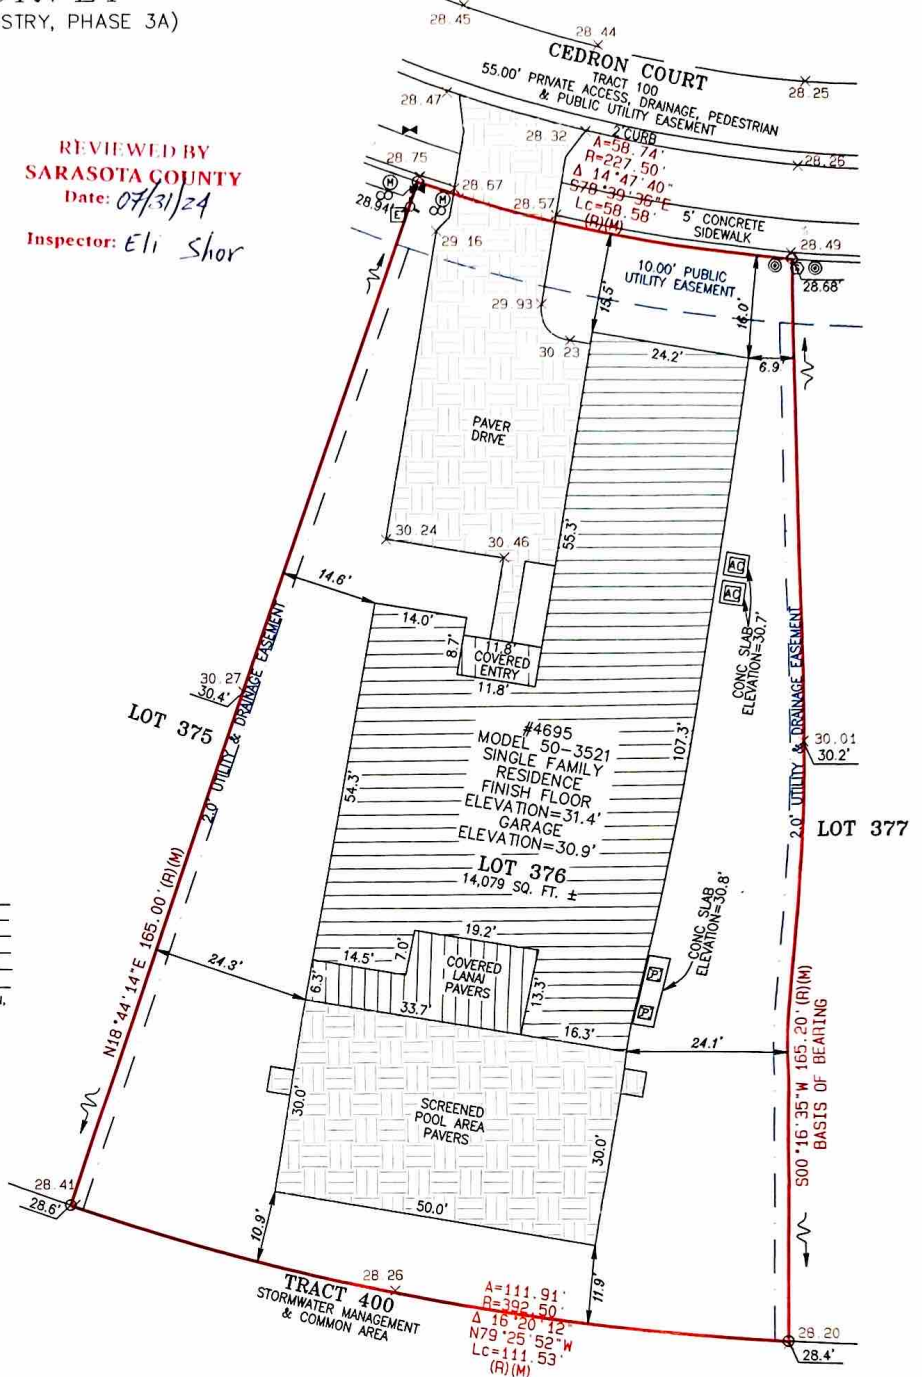 STRY, PHASE 3A)
REVIEWED BY
SARASOTA COUNTY
Date: 07/31/24
Inspector: Eli Shor
28.45
28.44
CEDRON COURT
TRACT 100
55.00' PRIVATE ACCESS, DRAINAGE, PEDESTRIAN
& PUBLIC UTILITY EASEMENT
28.25
28.47
28.32
2' CURB
28.26
A=58.74'
R=227.50'
Δ 14°47'40"
S78°39'36"E
Lc=58.58'
(R)(M)
28.75
M
28.67
M
28.94'
E
28.57
5' CONCRETE
SIDEWALK
28.49
28.68'
29.16
10.00' PUBLIC
UTILITY EASEMENT
15.5'
16.0'
29.93
30.23
24.2'
6.9'
PAVER
DRIVE
30.24
30.46
55.3'
AC
AC
CONC SLAB
ELEVATION=30.7'
14.6'
14.0'
8.7'
11.8'
COVERED
ENTRY
11.8'
30.27
30.4'
LOT 375
2.0' UTILITY & DRAINAGE EASEMENT
2.0' UTILITY & DRAINAGE EASEMENT
30.01
30.2'
LOT 377
54.3'
107.3'
#4695
MODEL 50-3521
SINGLE FAMILY
RESIDENCE
FINISH FLOOR
ELEVATION=31.4'
GARAGE
ELEVATION=30.9'
LOT 376
14,079 SQ. FT. ±
N18°44'14"E 165.00'(R)(M)
24.3'
19.2'
14.5'
7.0'
6.3'
COVERED
LANAI
PAVERS
13.3'
33.7'
16.3'
CONC SLAB
ELEVATION=30.8'
P
P
24.1'
S00°16'35"W 165.20'(R)(M)
BASIS OF BEARING
30.0'
SCREENED
POOL AREA
PAVERS
30.0'
50.0'
28.41
28.6'
10.9'
11.9'
28.26
TRACT 400
STORMWATER MANAGEMENT
& COMMON AREA
A=111.91'
R=392.50'
Δ 16°20'12"
N79°25'52"W
Lc=111.53'
(R)(M)
28.20
28.4'